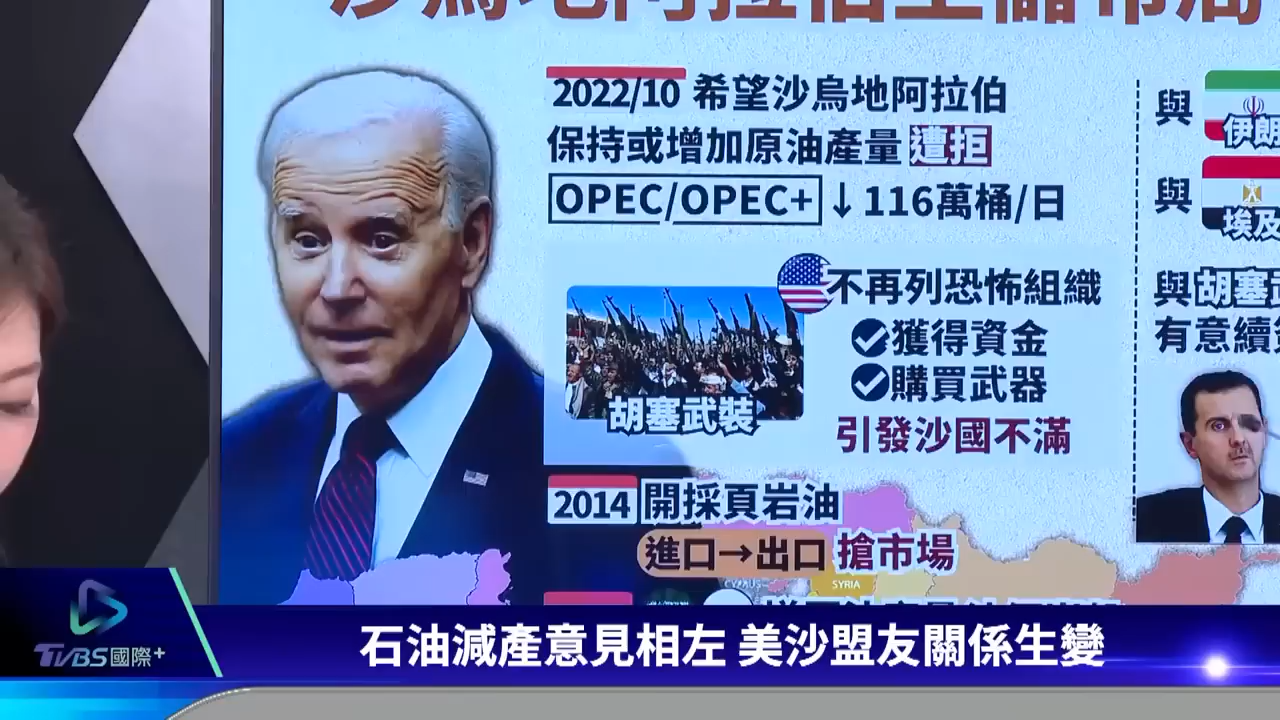 2022/10 希望沙烏地阿拉伯
保持或增加原油產量 遭拒
OPEC/OPEC+ ↓116萬桶/日
不再列恐怖組織
獲得資金
購買武器
引發沙國不滿
胡塞武裝
2014 開採頁岩油
進口→出口 搶市場
SYRIA
與
伊朗
與
埃及
與胡塞武
有意續
石油減產意見相左 美沙盟友關係生變
TVBS國際+